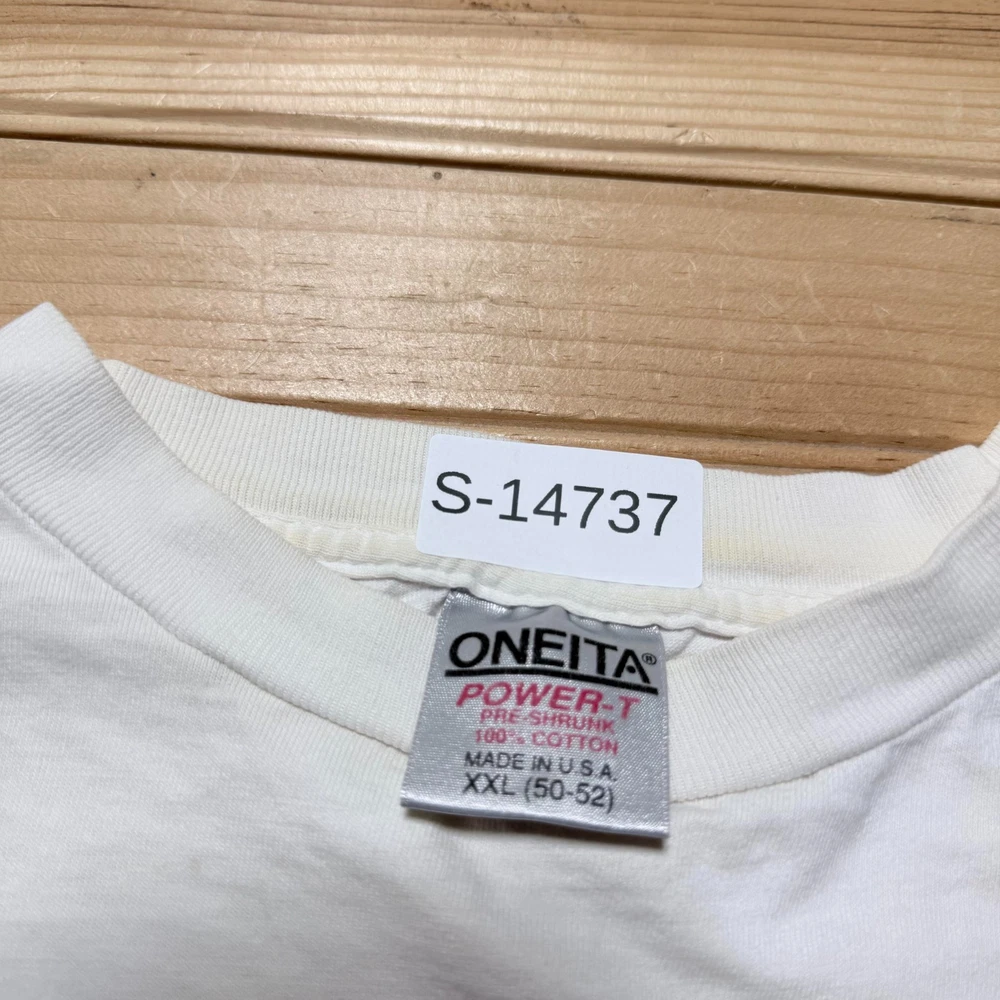 S-14737
ONEITA®
POWER-T
PRE-SHRUNK
100% COTTON
MADE IN U.S.A.
XXL (50-52)